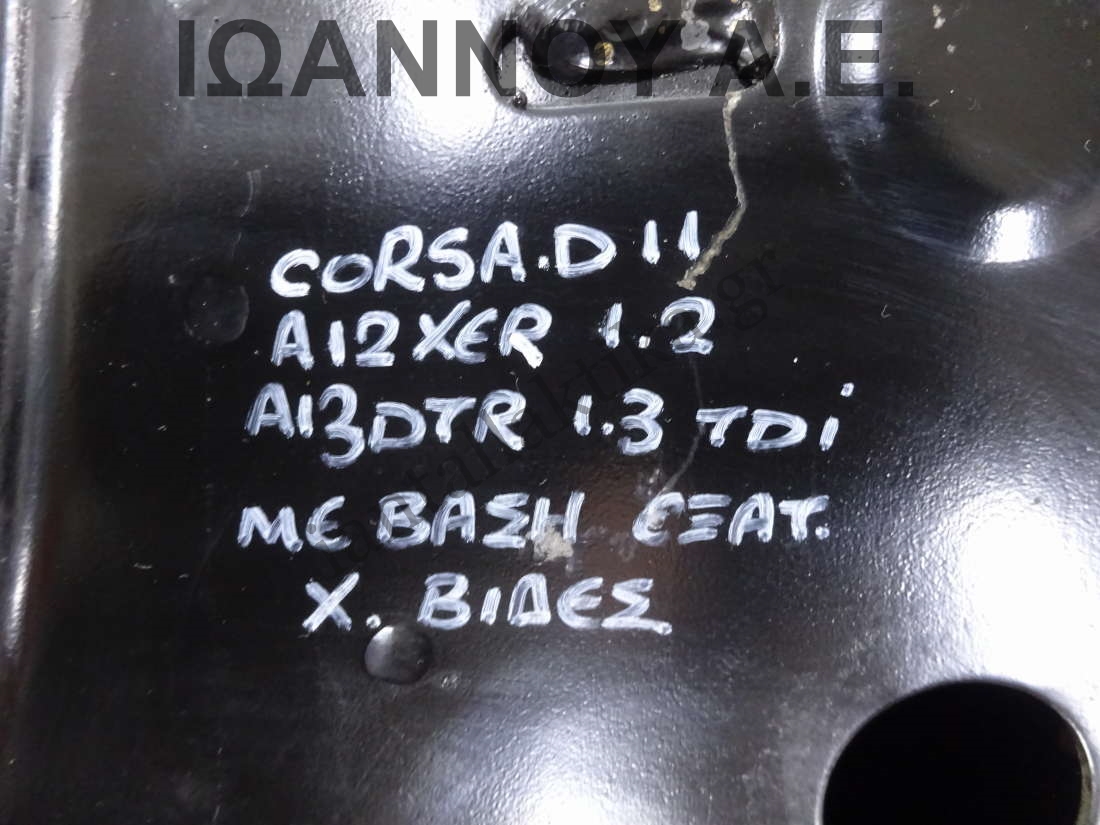 ΙΩΑΝΝΟΥ Α.Ε.
CORSA.D 11
A12XER 1.2
A13DTR 1.3 TDi
ΜΕ ΒΑΣΗ ΕΞΑΤ.
Χ. ΒΙΔΕΣ